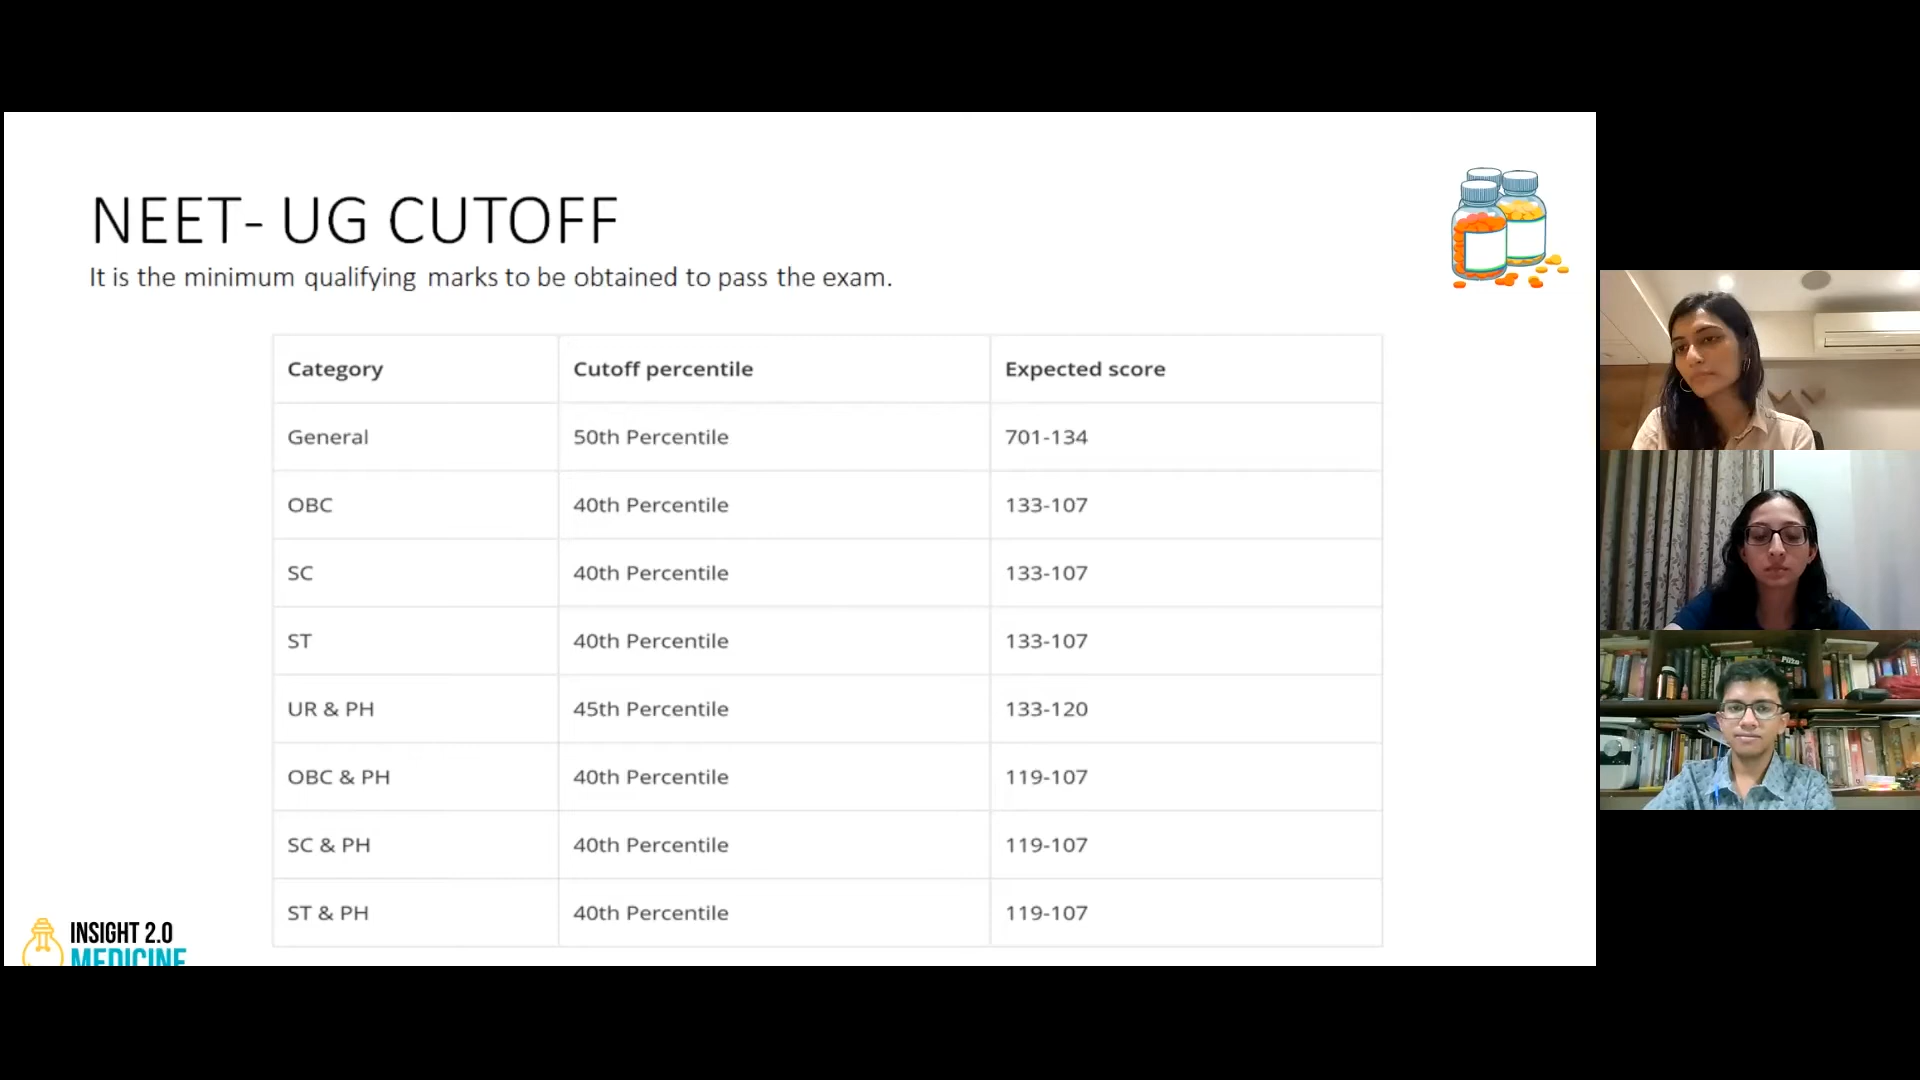 NEET- UG CUTOFF
It is the minimum qualifying marks to be obtained to pass the exam.
Category Cutoff percentile Expected score
General 50th Percentile 701-134
OBC 40th Percentile 133-107
SC 40th Percentile 133-107
ST 40th Percentile 133-107
UR & PH 45th Percentile 133-120
OBC & PH 40th Percentile 119-107
SC & PH 40th Percentile 119-107
ST & PH 40th Percentile 119-107
INSIGHT 2.0
MEDICINE